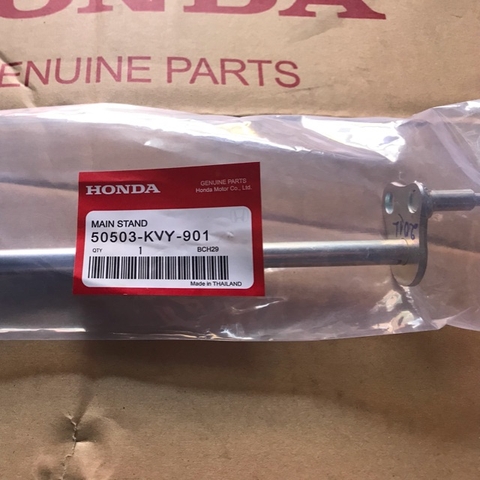 HONDA
GENUINE PARTS
HONDA
GENUINE PARTS
Honda Motor Co., Ltd.
MAIN STAND
50503-KVY-901
QTY 1 BCH29
Made in THAILAND